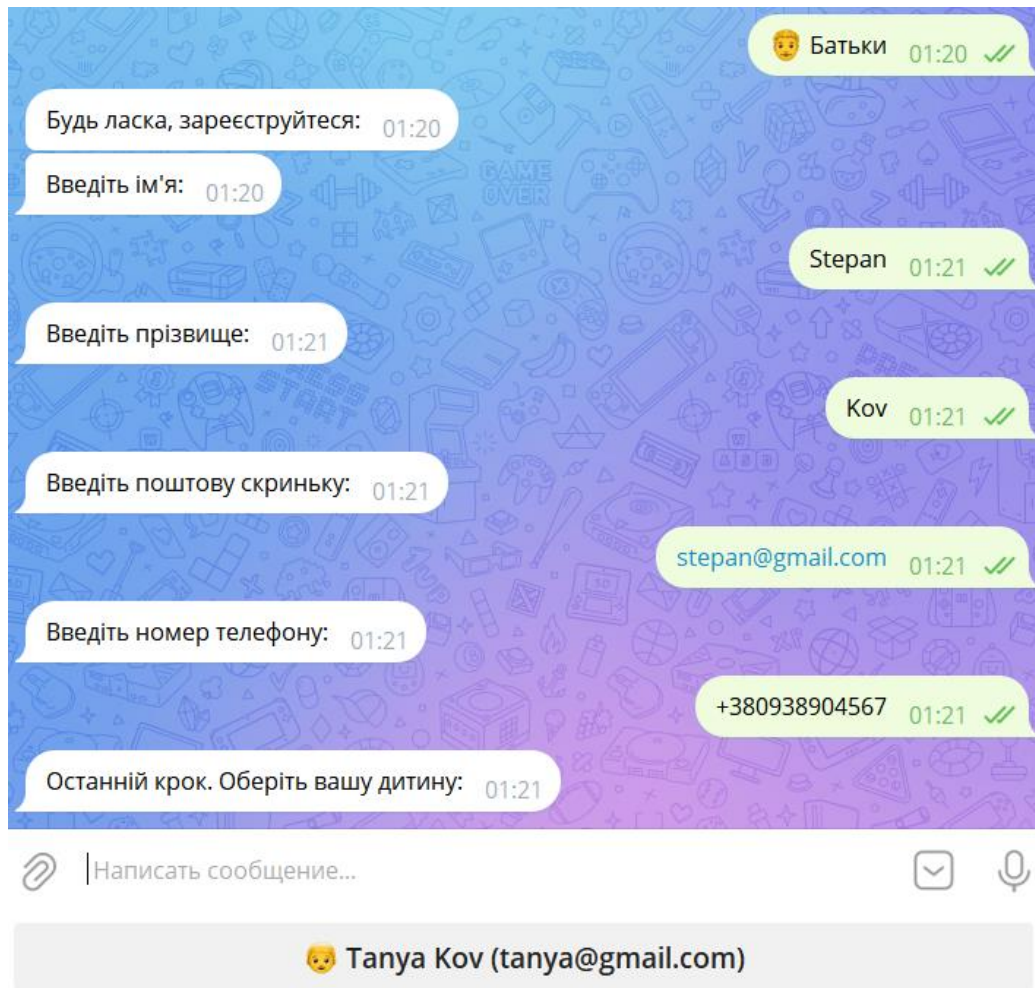 👨 Батьки 01:20
Будь ласка, зареєструйтеся: 01:20
Введіть ім'я: 01:20
Stepan 01:21
Введіть прізвище: 01:21
Kov 01:21
Введіть поштову скриньку: 01:21
stepan@gmail.com 01:21
Введіть номер телефону: 01:21
+380938904567 01:21
Останній крок. Оберіть вашу дитину: 01:21
Написать сообщение...
👦 Tanya Kov (tanya@gmail.com)
GAME
OVER